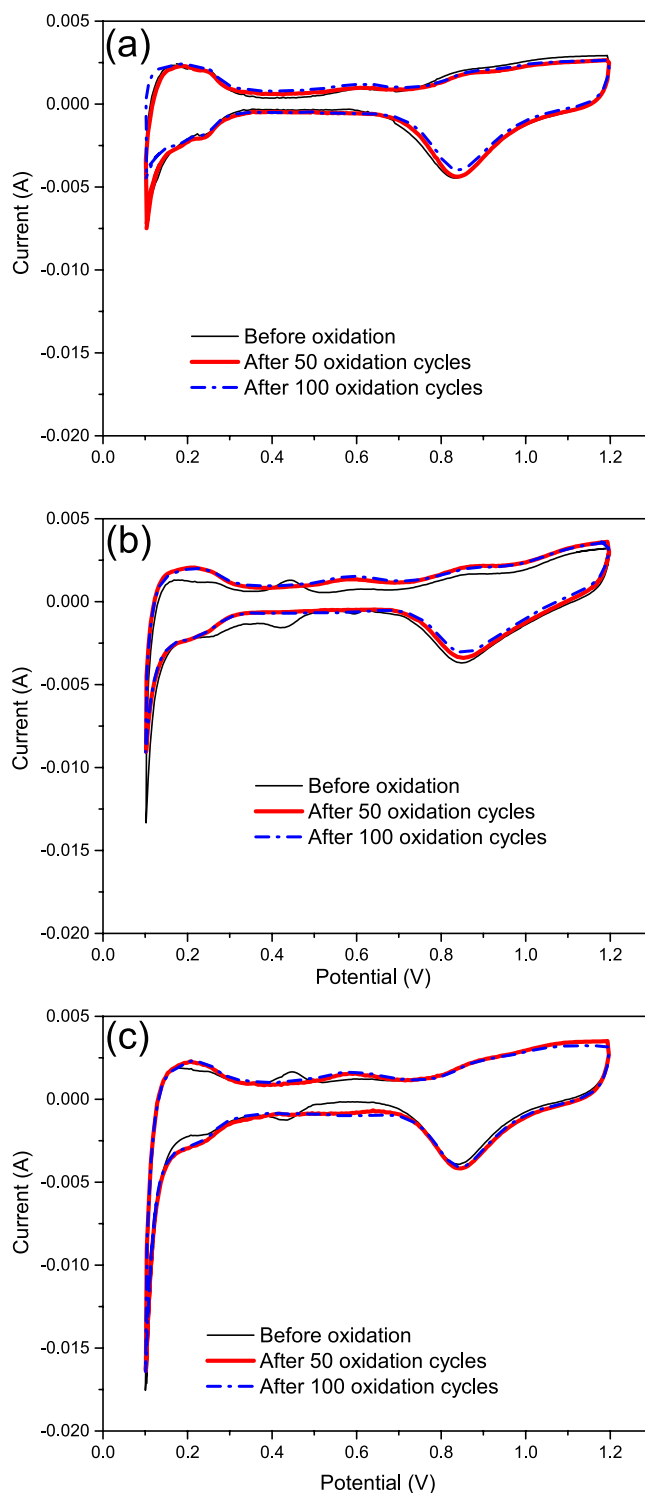 (a)
0.005
0.000
-0.005
-0.010
-0.015
-0.020
Current (A)
Before oxidation
After 50 oxidation cycles
After 100 oxidation cycles
0.0 0.2 0.4 0.6 0.8 1.0 1.2
(b)
0.005
0.000
-0.005
-0.010
-0.015
-0.020
Current (A)
Before oxidation
After 50 oxidation cycles
After 100 oxidation cycles
0.0 0.2 0.4 0.6 0.8 1.0 1.2
Potential (V)
(c)
0.005
0.000
-0.005
-0.010
-0.015
-0.020
Current (A)
Before oxidation
After 50 oxidation cycles
After 100 oxidation cycles
0.0 0.2 0.4 0.6 0.8 1.0 1.2
Potential (V)